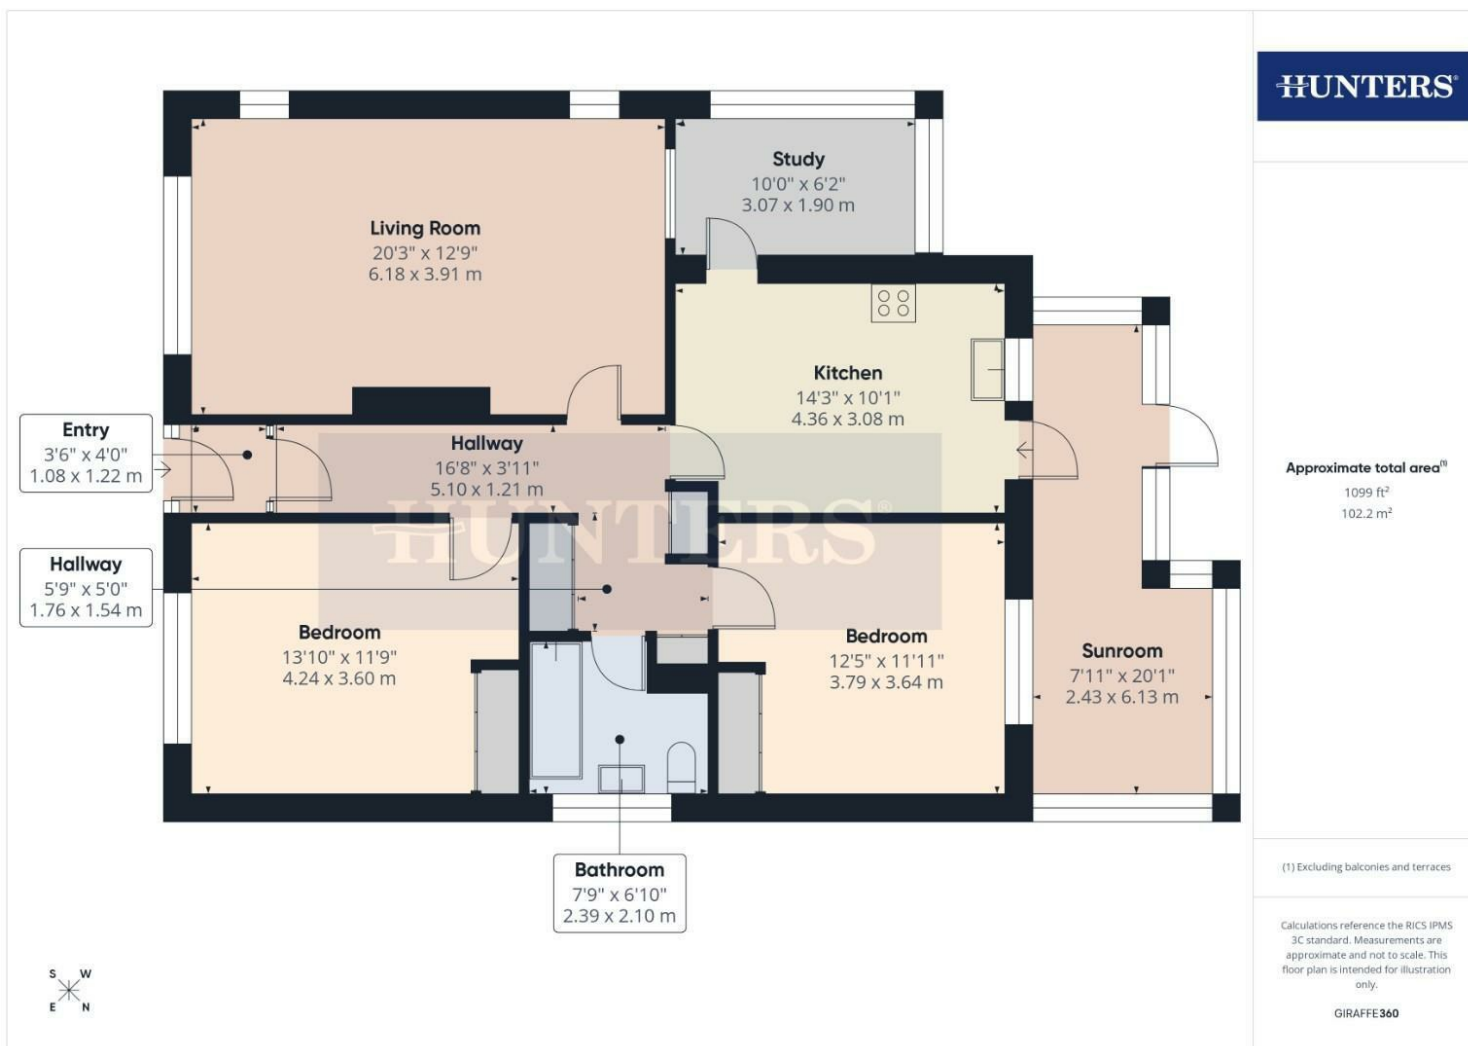 HUNTERS®
Study
10'0" x 6'2"
3.07 x 1.90 m
Living Room
20'3" x 12'9"
6.18 x 3.91 m
Kitchen
14'3" x 10'1"
4.36 x 3.08 m
Entry
3'6" x 4'0"
1.08 x 1.22 m
Hallway
16'8" x 3'11"
5.10 x 1.21 m
HUNTERS®
Hallway
5'9" x 5'0"
1.76 x 1.54 m
Bedroom
13'10" x 11'9"
4.24 x 3.60 m
Bedroom
12'5" x 11'11"
3.79 x 3.64 m
Sunroom
7'11" x 20'1"
2.43 x 6.13 m
Bathroom
7'9" x 6'10"
2.39 x 2.10 m
S W
E N
Approximate total area(1)
1099 ft²
102.2 m²
(1) Excluding balconies and terraces
Calculations reference the RICS IPMS
3C standard. Measurements are
approximate and not to scale. This
floor plan is intended for illustration
only.
GIRAFFE360